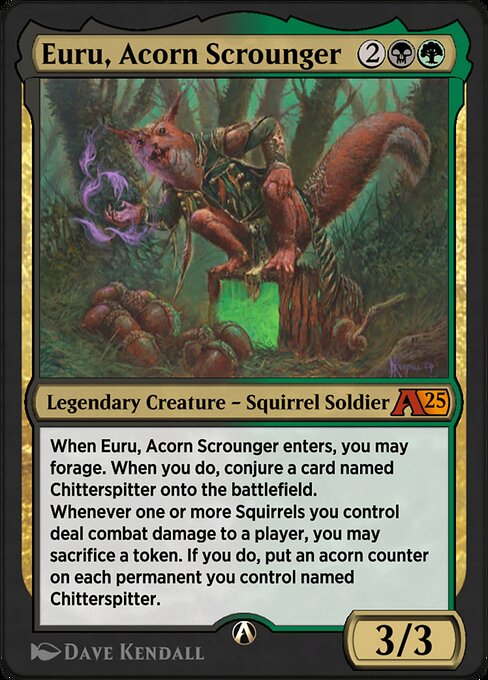 Euru, Acorn Scrounger 2
Legendary Creature – Squirrel Soldier A25
When Euru, Acorn Scrounger enters, you may
forage. When you do, conjure a card named
Chitterspitter onto the battlefield.
Whenever one or more Squirrels you control
deal combat damage to a player, you may
sacrifice a token. If you do, put an acorn counter
on each permanent you control named
Chitterspitter.
3/3
DAVE KENDALL